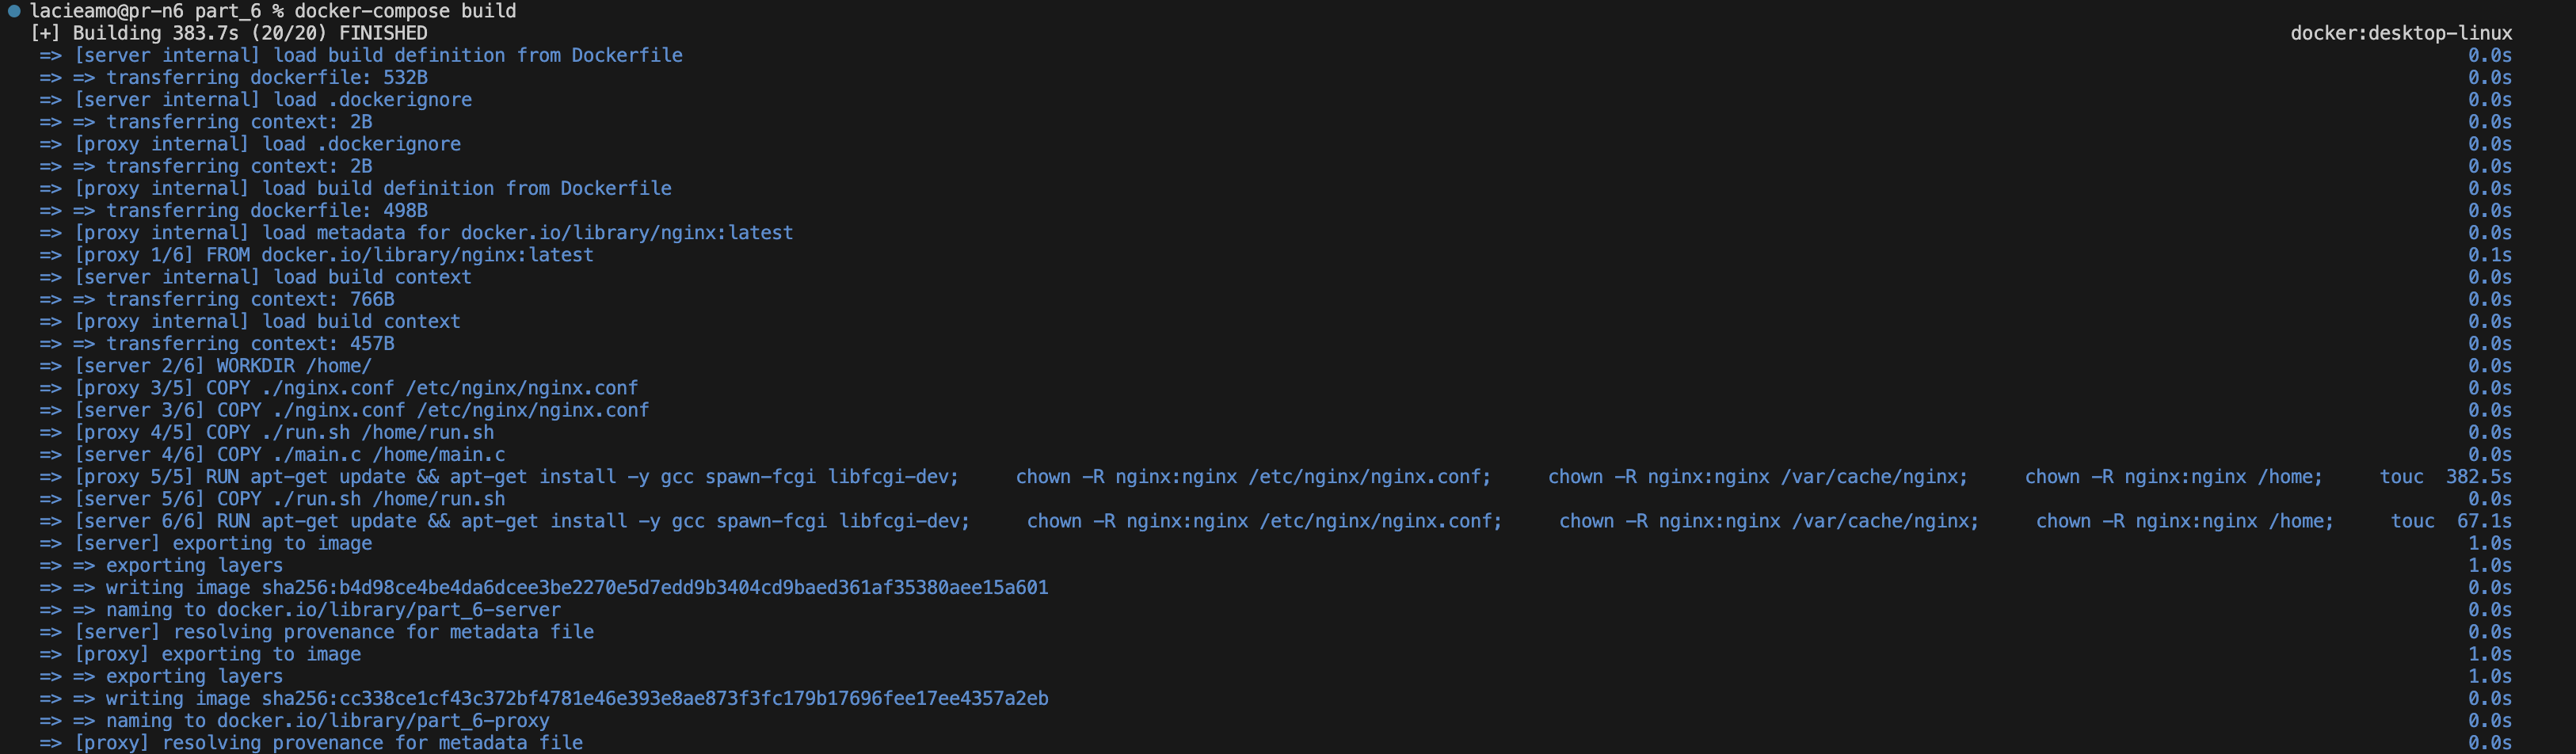 lacieamo@pr-n6 part_6 % docker-compose build
[+] Building 383.7s (20/20) FINISHED docker:desktop-linux
=> [server internal] load build definition from Dockerfile 0.0s
=> => transferring dockerfile: 532B 0.0s
=> [server internal] load .dockerignore 0.0s
=> => transferring context: 2B 0.0s
=> [proxy internal] load .dockerignore 0.0s
=> => transferring context: 2B 0.0s
=> [proxy internal] load build definition from Dockerfile 0.0s
=> => transferring dockerfile: 498B 0.0s
=> [proxy internal] load metadata for docker.io/library/nginx:latest 0.0s
=> [proxy 1/6] FROM docker.io/library/nginx:latest 0.1s
=> [server internal] load build context 0.0s
=> => transferring context: 766B 0.0s
=> [proxy internal] load build context 0.0s
=> => transferring context: 457B 0.0s
=> [server 2/6] WORKDIR /home/ 0.0s
=> [proxy 3/5] COPY ./nginx.conf /etc/nginx/nginx.conf 0.0s
=> [server 3/6] COPY ./nginx.conf /etc/nginx/nginx.conf 0.0s
=> [proxy 4/5] COPY ./run.sh /home/run.sh 0.0s
=> [server 4/6] COPY ./main.c /home/main.c 0.0s
=> [proxy 5/5] RUN apt-get update && apt-get install -y gcc spawn-fcgi libfcgi-dev; chown -R nginx:nginx /etc/nginx/nginx.conf; chown -R nginx:nginx /var/cache/nginx; chown -R nginx:nginx /home; touc 382.5s
=> [server 5/6] COPY ./run.sh /home/run.sh 0.0s
=> [server 6/6] RUN apt-get update && apt-get install -y gcc spawn-fcgi libfcgi-dev; chown -R nginx:nginx /etc/nginx/nginx.conf; chown -R nginx:nginx /var/cache/nginx; chown -R nginx:nginx /home; touc 67.1s
=> [server] exporting to image 1.0s
=> => exporting layers 1.0s
=> => writing image sha256:b4d98ce4be4da6dcee3be2270e5d7edd9b3404cd9baed361af35380aee15a601 0.0s
=> => naming to docker.io/library/part_6-server 0.0s
=> [server] resolving provenance for metadata file 0.0s
=> [proxy] exporting to image 1.0s
=> => exporting layers 1.0s
=> => writing image sha256:cc338ce1cf43c372bf4781e46e393e8ae873f3fc179b17696fee17ee4357a2eb 0.0s
=> => naming to docker.io/library/part_6-proxy 0.0s
=> [proxy] resolving provenance for metadata file 0.0s